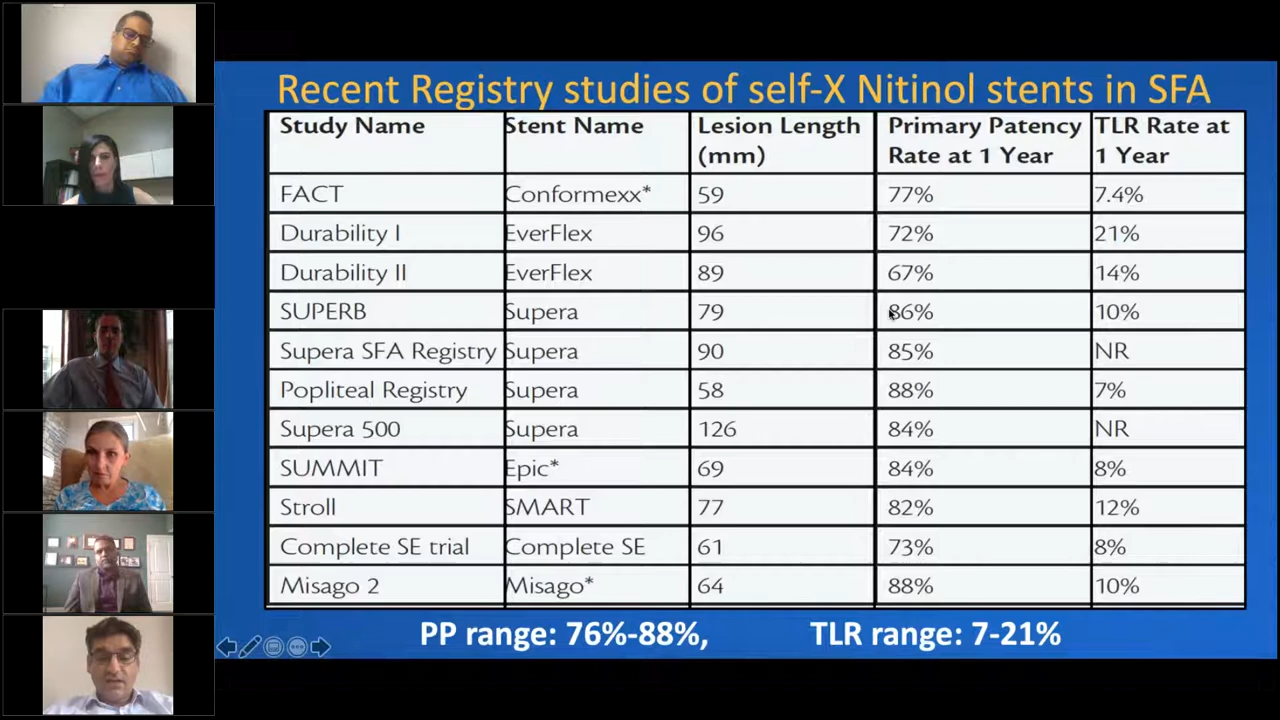 Recent Registry studies of self-X Nitinol stents in SFA
Study Name Stent Name Lesion Length (mm) Primary Patency Rate at 1 Year TLR Rate at 1 Year
FACT Conformexx* 59 77% 7.4%
Durability I EverFlex 96 72% 21%
Durability II EverFlex 89 67% 14%
SUPERB Supera 79 86% 10%
Supera SFA Registry Supera 90 85% NR
Popliteal Registry Supera 58 88% 7%
Supera 500 Supera 126 84% NR
SUMMIT Epic* 69 84% 8%
Stroll SMART 77 82% 12%
Complete SE trial Complete SE 61 73% 8%
Misago 2 Misago* 64 88% 10%
PP range: 76%-88%, TLR range: 7-21%